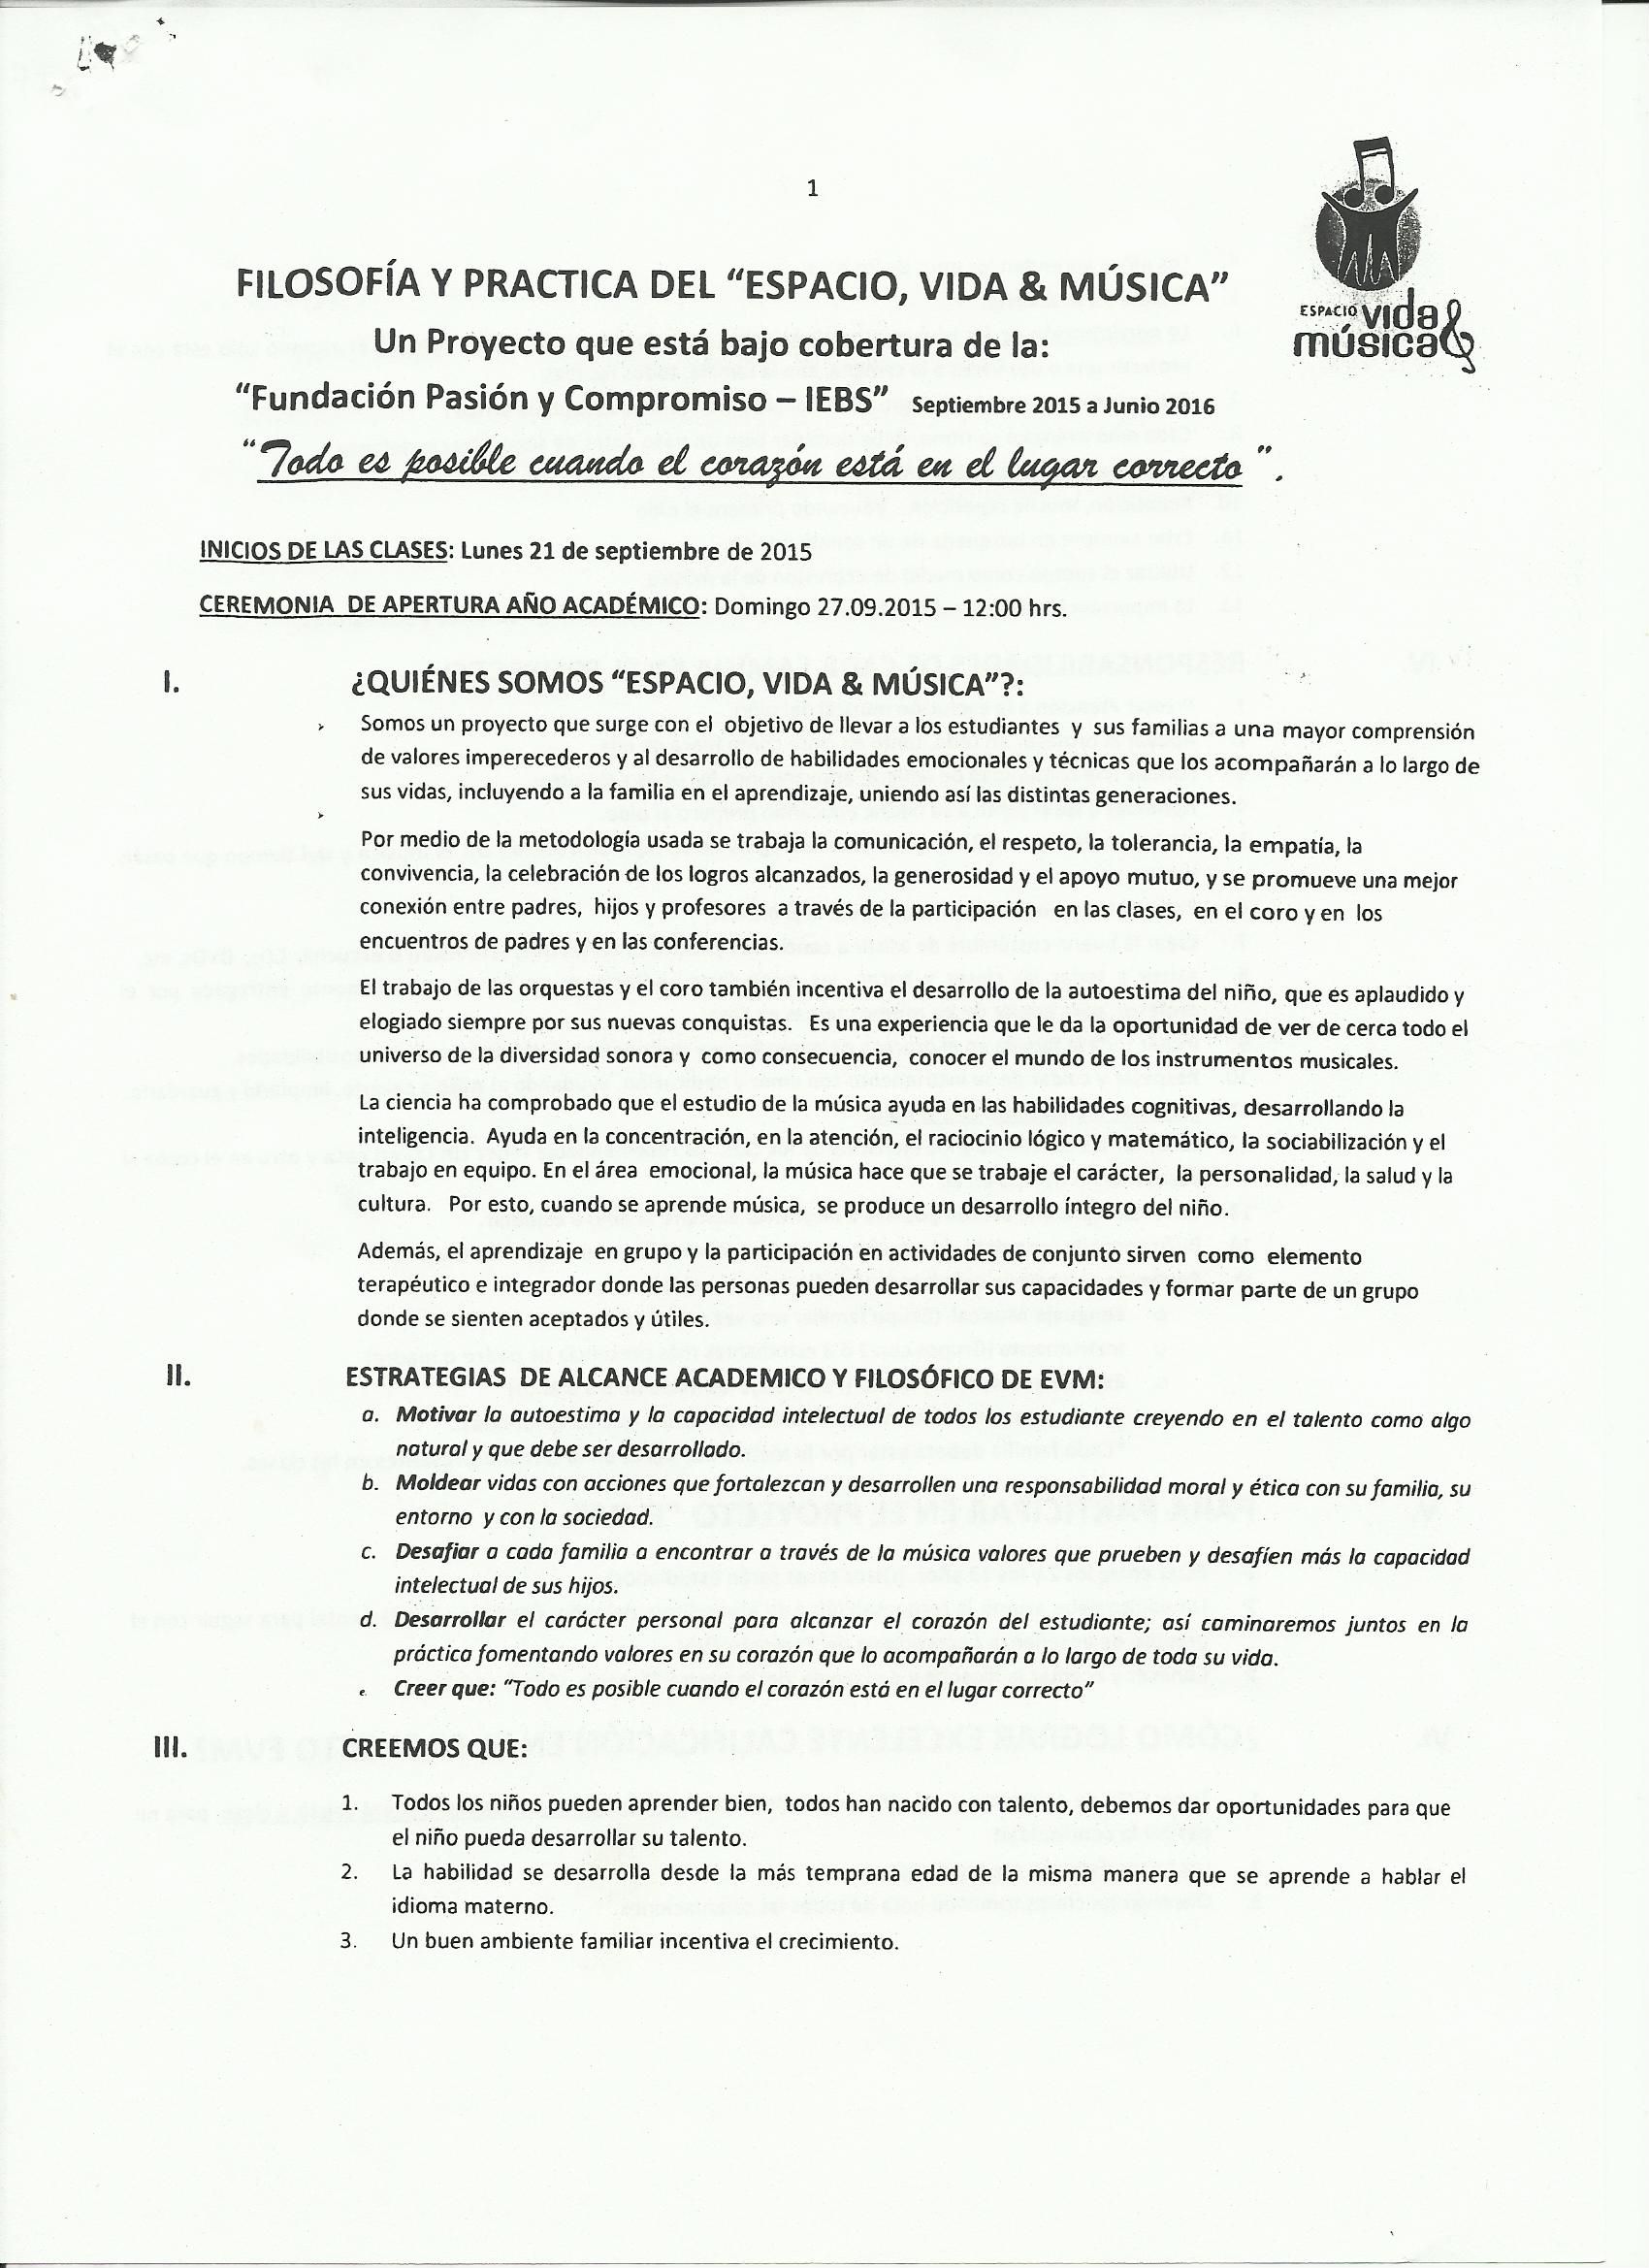 1
ESPACIO vida &
música
FILOSOFÍA Y PRACTICA DEL “ESPACIO, VIDA & MÚSICA”
Un Proyecto que está bajo cobertura de la:
“Fundación Pasión y Compromiso – IEBS” Septiembre 2015 a Junio 2016
“Todo es posible cuando el corazón está en el lugar correcto”.
INICIOS DE LAS CLASES: Lunes 21 de septiembre de 2015
CEREMONIA DE APERTURA AÑO ACADÉMICO: Domingo 27.09.2015 – 12:00 hrs.
I. ¿QUIÉNES SOMOS “ESPACIO, VIDA & MÚSICA”?:
Somos un proyecto que surge con el objetivo de llevar a los estudiantes y sus familias a una mayor comprensión
de valores imperecederos y al desarrollo de habilidades emocionales y técnicas que los acompañarán a lo largo de
sus vidas, incluyendo a la familia en el aprendizaje, uniendo así las distintas generaciones.
Por medio de la metodología usada se trabaja la comunicación, el respeto, la tolerancia, la empatía, la
convivencia, la celebración de los logros alcanzados, la generosidad y el apoyo mutuo, y se promueve una mejor
conexión entre padres, hijos y profesores a través de la participación en las clases, en el coro y en los
encuentros de padres y en las conferencias.
El trabajo de las orquestas y el coro también incentiva el desarrollo de la autoestima del niño, que es aplaudido y
elogiado siempre por sus nuevas conquistas. Es una experiencia que le da la oportunidad de ver de cerca todo el
universo de la diversidad sonora y como consecuencia, conocer el mundo de los instrumentos musicales.
La ciencia ha comprobado que el estudio de la música ayuda en las habilidades cognitivas, desarrollando la
inteligencia. Ayuda en la concentración, en la atención, el raciocinio lógico y matemático, la sociabilización y el
trabajo en equipo. En el área emocional, la música hace que se trabaje el carácter, la personalidad, la salud y la
cultura. Por esto, cuando se aprende música, se produce un desarrollo íntegro del niño.
Además, el aprendizaje en grupo y la participación en actividades de conjunto sirven como elemento
terapéutico e integrador donde las personas pueden desarrollar sus capacidades y formar parte de un grupo
donde se sienten aceptados y útiles.
II. ESTRATEGIAS DE ALCANCE ACADEMICO Y FILOSÓFICO DE EVM:
a. Motivar la autoestima y la capacidad intelectual de todos los estudiante creyendo en el talento como algo
natural y que debe ser desarrollado.
b. Moldear vidas con acciones que fortalezcan y desarrollen una responsabilidad moral y ética con su familia, su
entorno y con la sociedad.
c. Desafiar a cada familia a encontrar a través de la música valores que prueben y desafíen más la capacidad
intelectual de sus hijos.
d. Desarrollar el carácter personal para alcanzar el corazón del estudiante; así caminaremos juntos en la
práctica fomentando valores en su corazón que lo acompañarán a lo largo de toda su vida.
e. Creer que: “Todo es posible cuando el corazón está en el lugar correcto”
III. CREEMOS QUE:
1. Todos los niños pueden aprender bien, todos han nacido con talento, debemos dar oportunidades para que
el niño pueda desarrollar su talento.
2. La habilidad se desarrolla desde la más temprana edad de la misma manera que se aprende a hablar el
idioma materno.
3. Un buen ambiente familiar incentiva el crecimiento.